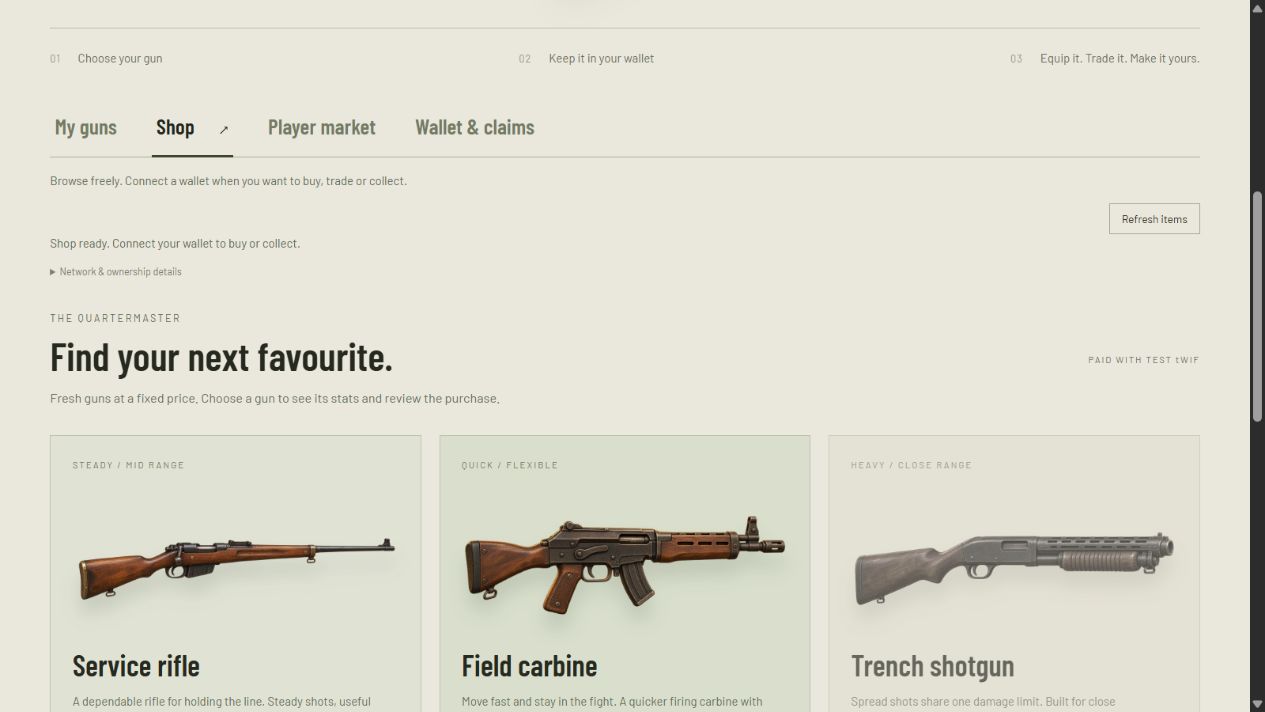 01 Choose your gun
02 Keep it in your wallet
03 Equip it. Trade it. Make it yours.
My guns
Shop ↗
Player market
Wallet & claims
Browse freely. Connect a wallet when you want to buy, trade or collect.
Refresh items
Shop ready. Connect your wallet to buy or collect.
Network & ownership details
THE QUARTERMASTER
Find your next favourite.
PAID WITH TEST tWIF
Fresh guns at a fixed price. Choose a gun to see its stats and review the purchase.
STEADY / MID RANGE
Service rifle
A dependable rifle for holding the line. Steady shots, useful
QUICK / FLEXIBLE
Field carbine
Move fast and stay in the fight. A quicker firing carbine with
HEAVY / CLOSE RANGE
Trench shotgun
Spread shots share one damage limit. Built for close